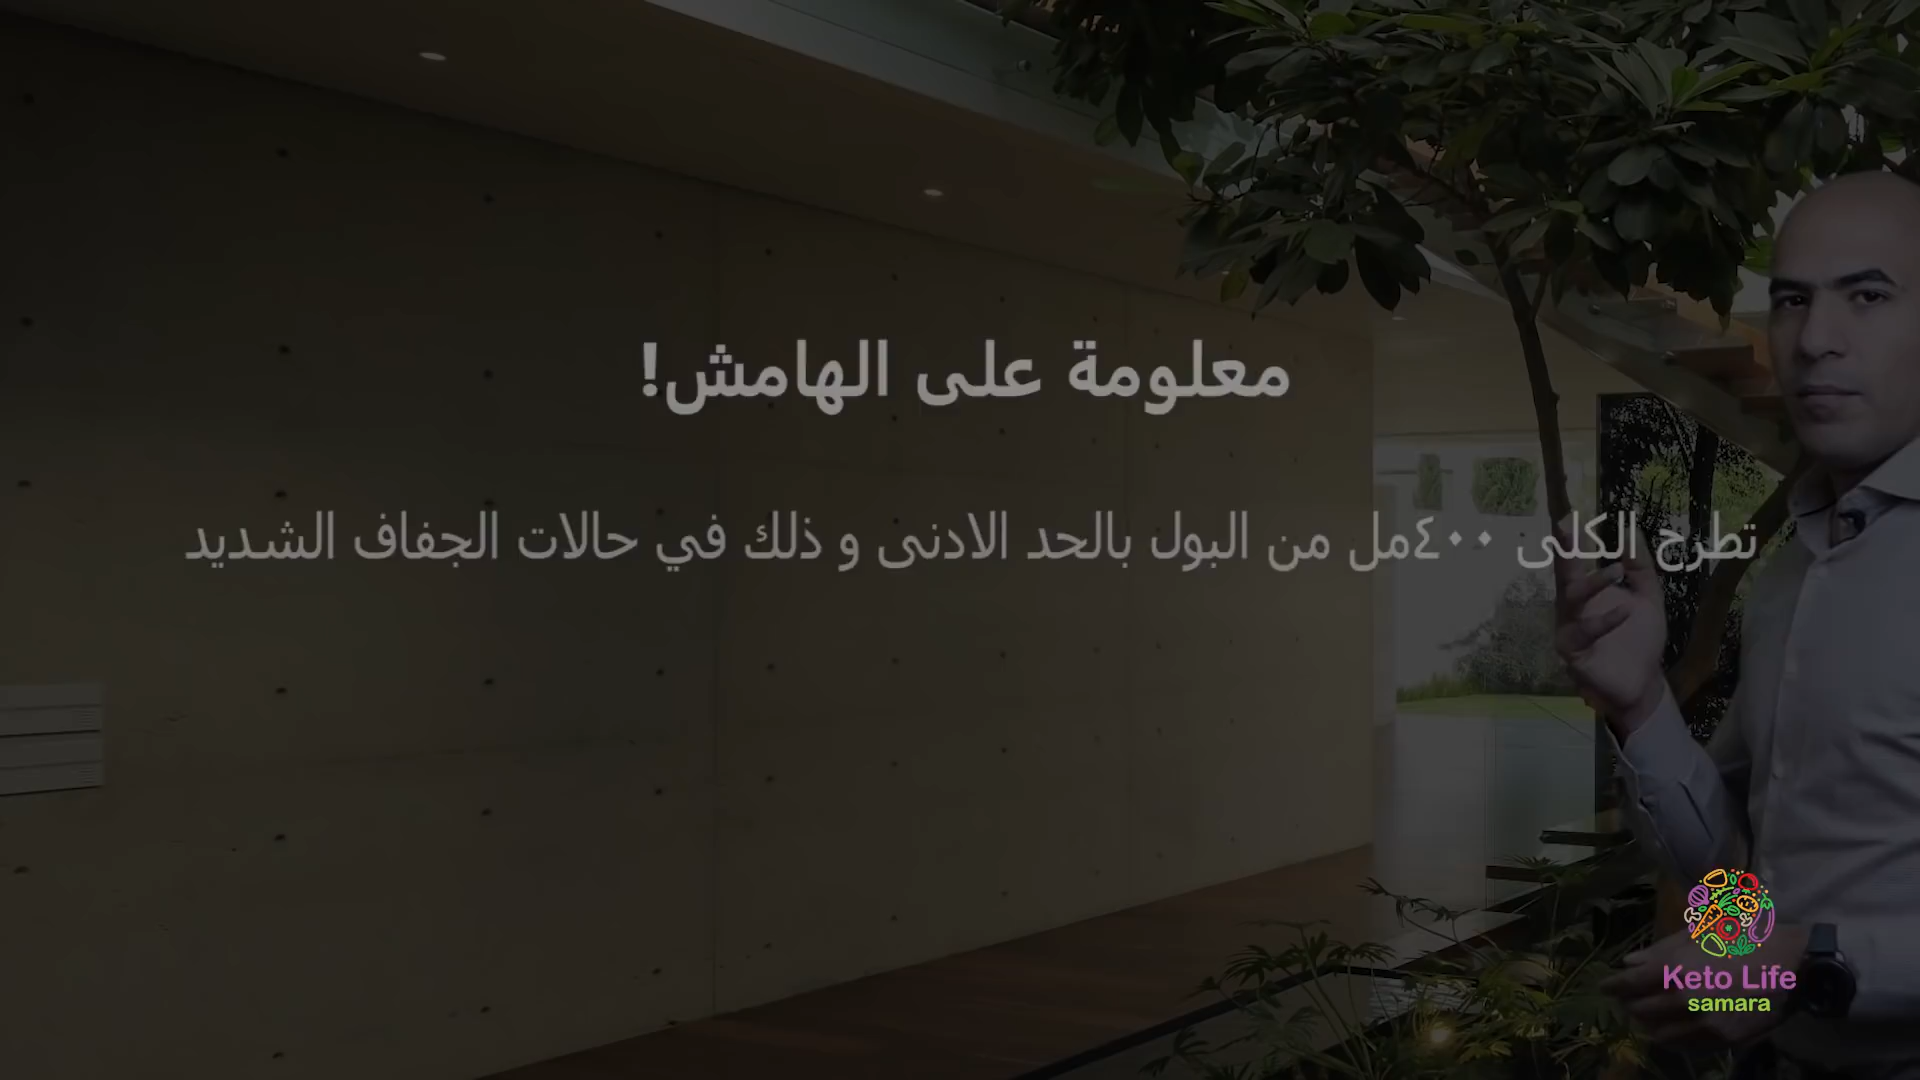 معلومة على الهامش!
تطرح الكلى ٤٠٠مل من البول بالحد الادنى و ذلك في حالات الجفاف الشديد
Keto Life
samara